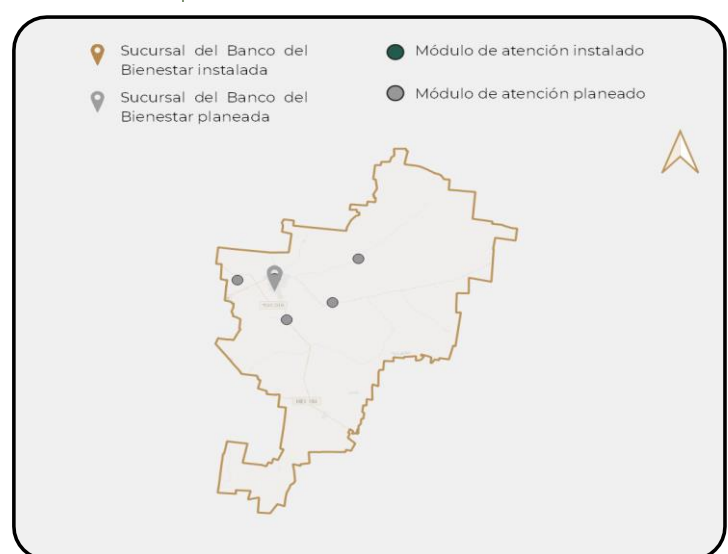 Sucursal del Banco del
Bienestar instalada
Sucursal del Banco del
Bienestar planeada
Módulo de atención instalado
Módulo de atención planeado